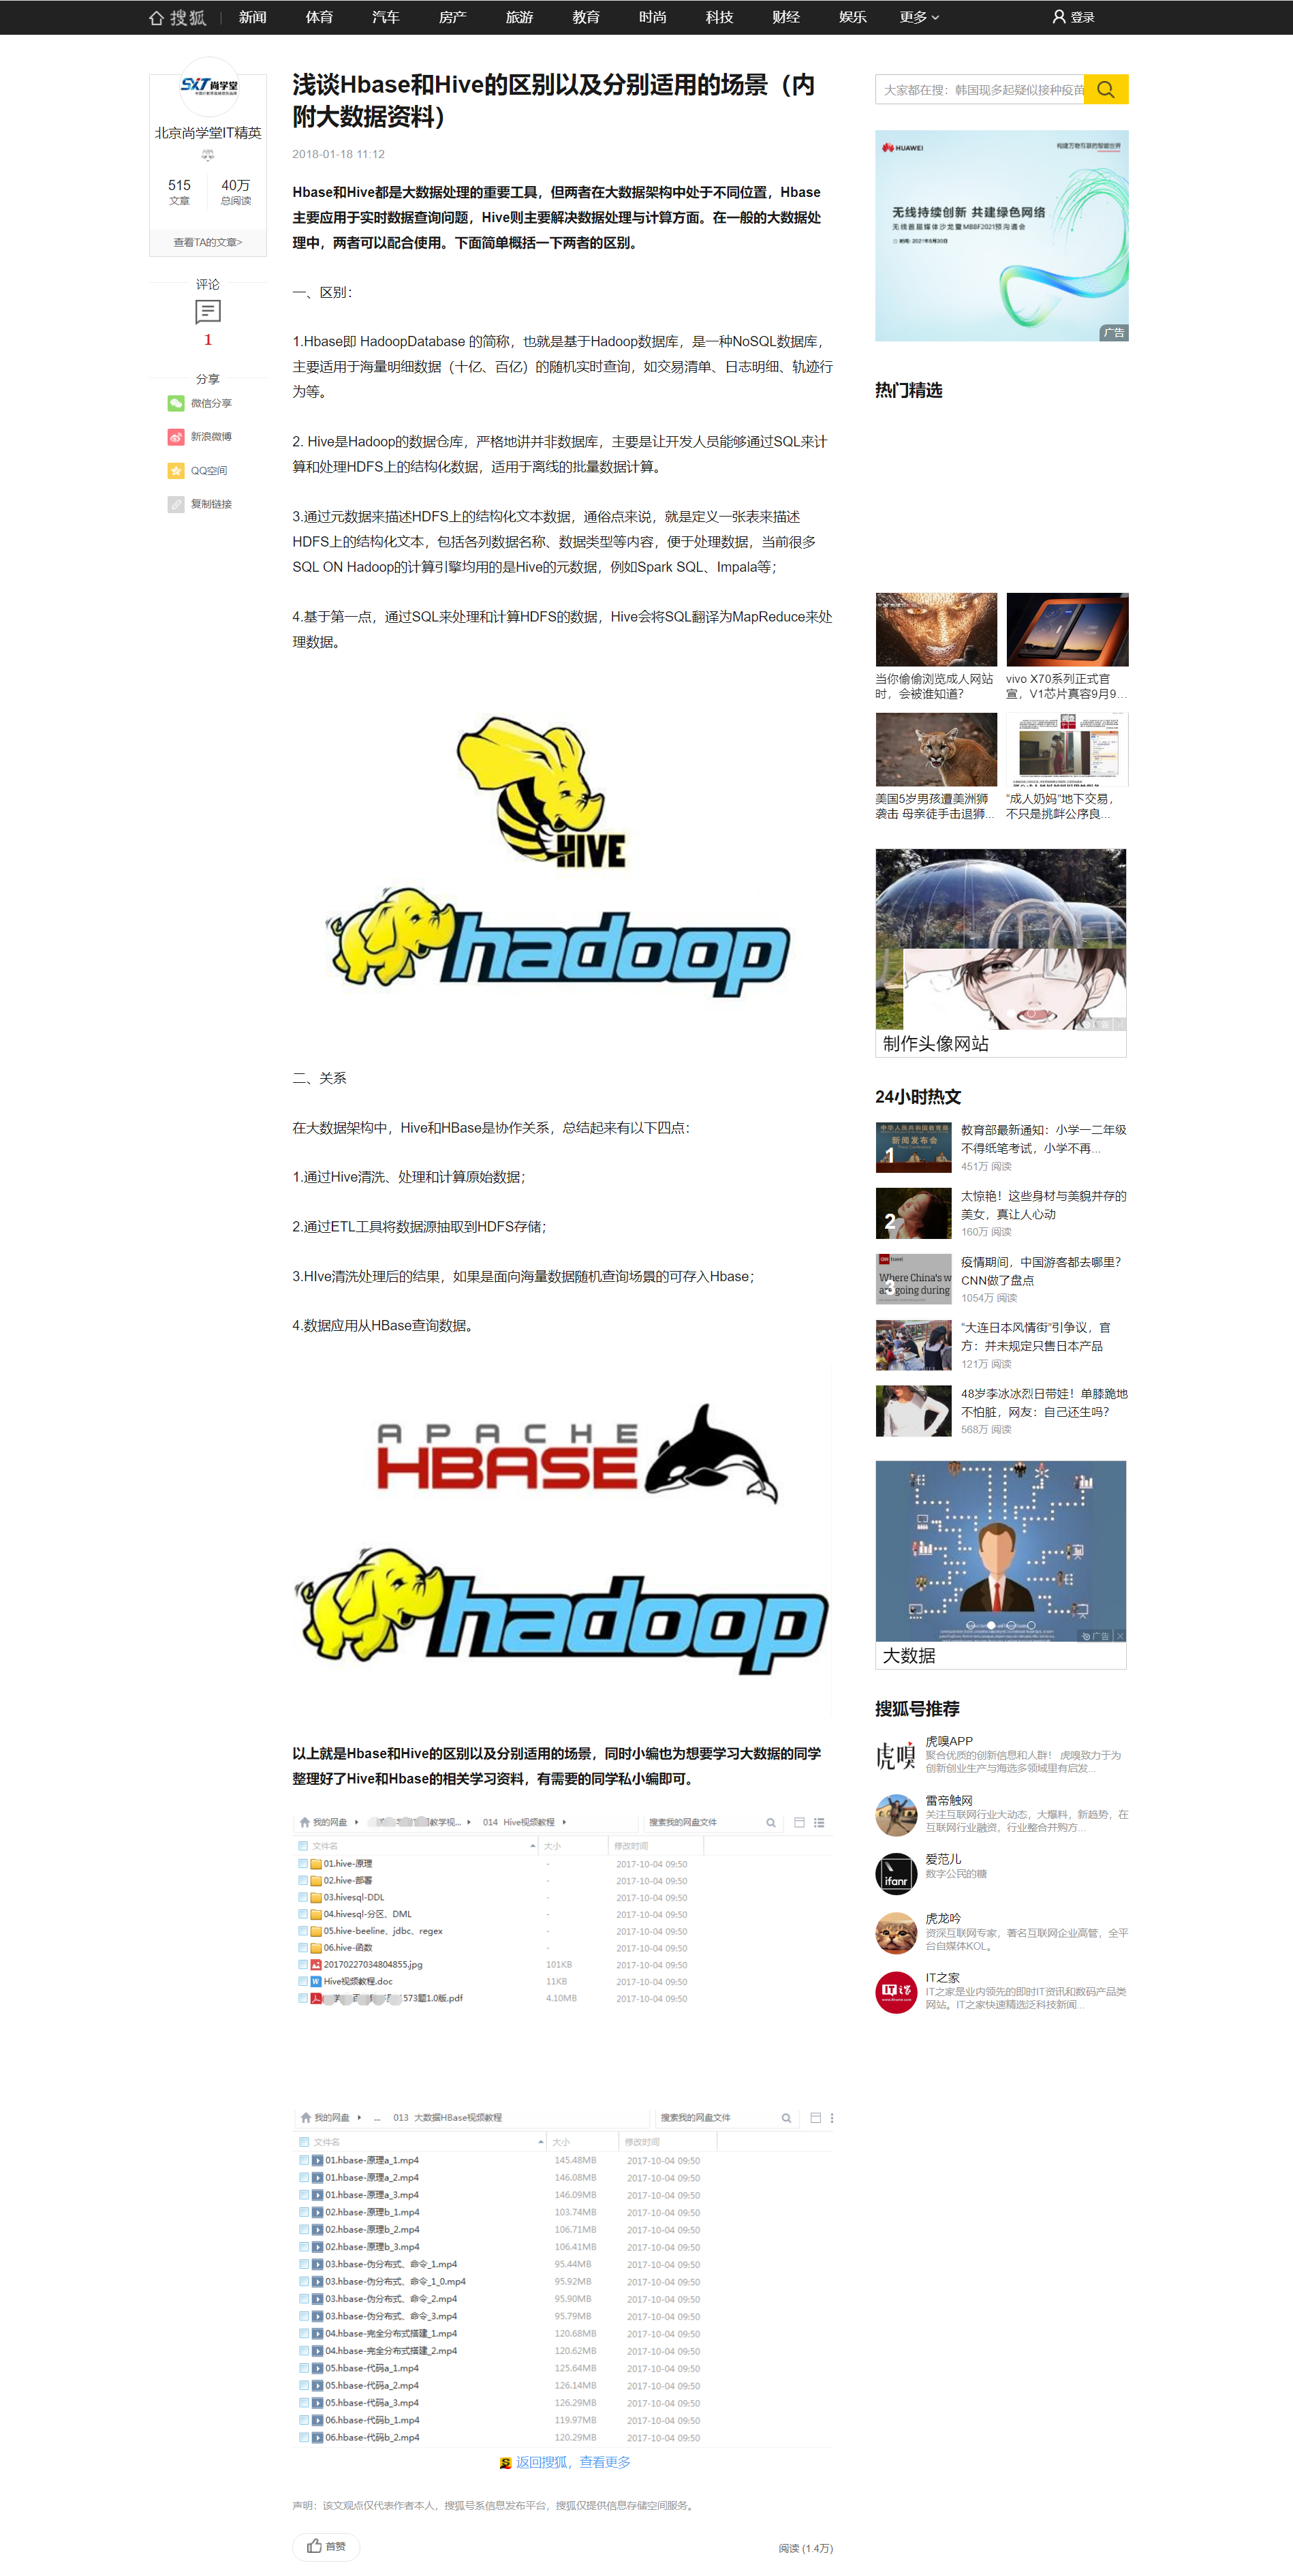 搜狐
新闻 体育 汽车 房产 旅游 教育 时尚 科技 财经 娱乐 更多 登录
SXT 尚学堂
北京尚学堂IT精英
515 40万
文章 总阅读
查看TA的文章>
评论
1
分享
微信分享
新浪微博
QQ空间
复制链接
浅谈Hbase和Hive的区别以及分别适用的场景（内
附大数据资料）
2018-01-18 11:12
Hbase和Hive都是大数据处理的重要工具，但两者在大数据架构中处于不同位置，Hbase
主要应用于实时数据查询问题，Hive则主要解决数据处理与计算方面。在一般的大数据处
理中，两者可以配合使用。下面简单概括一下两者的区别。
一、区别：
1.Hbase即 HadoopDatabase 的简称，也就是基于Hadoop数据库，是一种NoSQL数据库，
主要适用于海量明细数据（十亿、百亿）的随机实时查询，如交易清单、日志明细、轨迹行
为等。
2. Hive是Hadoop的数据仓库，严格地讲并非数据库，主要是让开发人员能够通过SQL来计
算和处理HDFS上的结构化数据，适用于离线的批量数据计算。
3.通过元数据来描述HDFS上的结构化文本数据，通俗点来说，就是定义一张表来描述
HDFS上的结构化文本，包括各列数据名称、数据类型等内容，便于处理数据，当前很多
SQL ON Hadoop的计算引擎均用的是Hive的元数据，例如Spark SQL、Impala等；
4.基于第一点，通过SQL来处理和计算HDFS的数据，Hive会将SQL翻译为MapReduce来处
理数据。
HIVE
hadoop
二、关系
在大数据架构中，Hive和HBase是协作关系，总结起来有以下四点：
1.通过Hive清洗、处理和计算原始数据；
2.通过ETL工具将数据源抽取到HDFS存储；
3.HIve清洗处理后的结果，如果是面向海量数据随机查询场景的可存入Hbase；
4.数据应用从HBase查询数据。
APACHE
HBASE
hadoop
以上就是Hbase和Hive的区别以及分别适用的场景，同时小编也为想要学习大数据的同学
整理好了Hive和Hbase的相关学习资料，有需要的同学私小编即可。
我的网盘 教学视... 014 Hive视频教程 搜索我的网盘文件
文件名 大小 修改时间
01.hive-原理 - 2017-10-04 09:50
02.hive-部署 - 2017-10-04 09:50
03.hivesql-DDL - 2017-10-04 09:50
04.hivesql-分区、DML - 2017-10-04 09:50
05.hive-beeline、jdbc、regex - 2017-10-04 09:50
06.hive-函数 - 2017-10-04 09:50
20170227034804855.jpg 101KB 2017-10-04 09:50
Hive视频教程.doc 11KB 2017-10-04 09:50
573题1.0版.pdf 4.10MB 2017-10-04 09:50
我的网盘 ... 013 大数据HBase视频教程 搜索我的网盘文件
文件名 大小 修改时间
01.hbase-原理a_1.mp4 145.48MB 2017-10-04 09:50
01.hbase-原理a_2.mp4 146.08MB 2017-10-04 09:50
01.hbase-原理a_3.mp4 146.09MB 2017-10-04 09:50
02.hbase-原理b_1.mp4 103.74MB 2017-10-04 09:50
02.hbase-原理b_2.mp4 106.71MB 2017-10-04 09:50
02.hbase-原理b_3.mp4 106.41MB 2017-10-04 09:50
03.hbase-伪分布式、命令_1.mp4 95.44MB 2017-10-04 09:50
03.hbase-伪分布式、命令_1_0.mp4 95.92MB 2017-10-04 09:50
03.hbase-伪分布式、命令_2.mp4 95.90MB 2017-10-04 09:50
03.hbase-伪分布式、命令_3.mp4 95.79MB 2017-10-04 09:50
04.hbase-完全分布式搭建_1.mp4 120.68MB 2017-10-04 09:50
04.hbase-完全分布式搭建_2.mp4 120.62MB 2017-10-04 09:50
05.hbase-代码a_1.mp4 125.64MB 2017-10-04 09:50
05.hbase-代码a_2.mp4 126.14MB 2017-10-04 09:50
05.hbase-代码a_3.mp4 126.29MB 2017-10-04 09:50
06.hbase-代码b_1.mp4 119.97MB 2017-10-04 09:50
06.hbase-代码b_2.mp4 120.29MB 2017-10-04 09:50
返回搜狐，查看更多
声明：该文观点仅代表作者本人，搜狐号系信息发布平台，搜狐仅提供信息存储空间服务。
首赞 阅读 (1.4万)
大家都在搜：韩国现多起疑似接种疫苗
HUAWEI 构建万物互联的智能世界
无线持续创新 共建绿色网络
无线首届媒体沙龙暨MBBF2021预沟通会
时间：2021年8月30日
广告
热门精选
当你偷偷浏览成人网站
时，会被谁知道？
vivo X70系列正式官
宣，V1芯片真容9月9...
美国5岁男孩遭美洲狮
袭击 母亲徒手击退狮...
“成人奶妈”地下交易，
不只是挑衅公序良...
制作头像网站
24小时热文
中华人民共和国教育部
新闻发布会
1
教育部最新通知：小学一二年级
不得纸笔考试，小学不再...
451万 阅读
2
太惊艳！这些身材与美貌并存的
美女，真让人心动
160万 阅读
CNN travel
Where China's w
are going during
3
疫情期间，中国游客都去哪里？
CNN做了盘点
1054万 阅读
“大连日本风情街”引争议，官
方：并未规定只售日本产品
121万 阅读
48岁李冰冰烈日带娃！单膝跪地
不怕脏，网友：自己还生吗？
568万 阅读
广告
大数据
搜狐号推荐
虎嗅
虎嗅APP
聚合优质的创新信息和人群！ 虎嗅致力于为
创新创业生产与海选多领域里有启发...
雷帝触网
关注互联网行业大动态，大爆料，新趋势，在
互联网行业融资，行业整合并购方...
ifanr
爱范儿
数字公民的糖
虎龙吟
资深互联网专家，著名互联网企业高管，全平
台自媒体KOL。
IT之家
IT之家
IT之家是业内领先的即时IT资讯和数码产品类
网站。IT之家快速精选泛科技新闻...